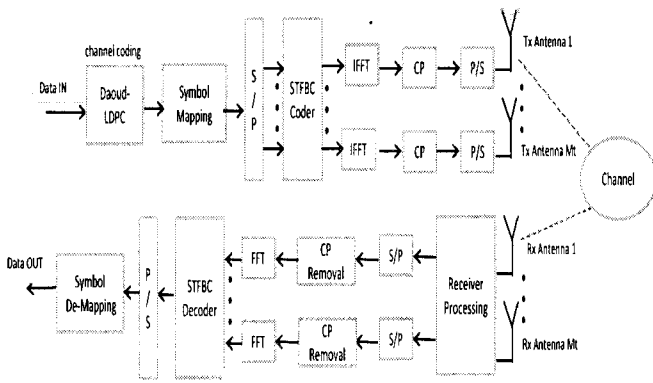 channel coding
Data IN
Daoud-
LDPC
Symbol
Mapping
S
/
P
STFBC
Coder
IFFT
CP
P/S
Tx Antenna 1
IFFT
CP
P/S
Tx Antenna Mt
Channel
Data OUT
Symbol
De-Mapping
P
/
S
STFBC
Decoder
FFT
CP
Removal
S/P
Receiver
Processing
Rx Antenna 1
FFT
CP
Removal
S/P
Rx Antenna Mt